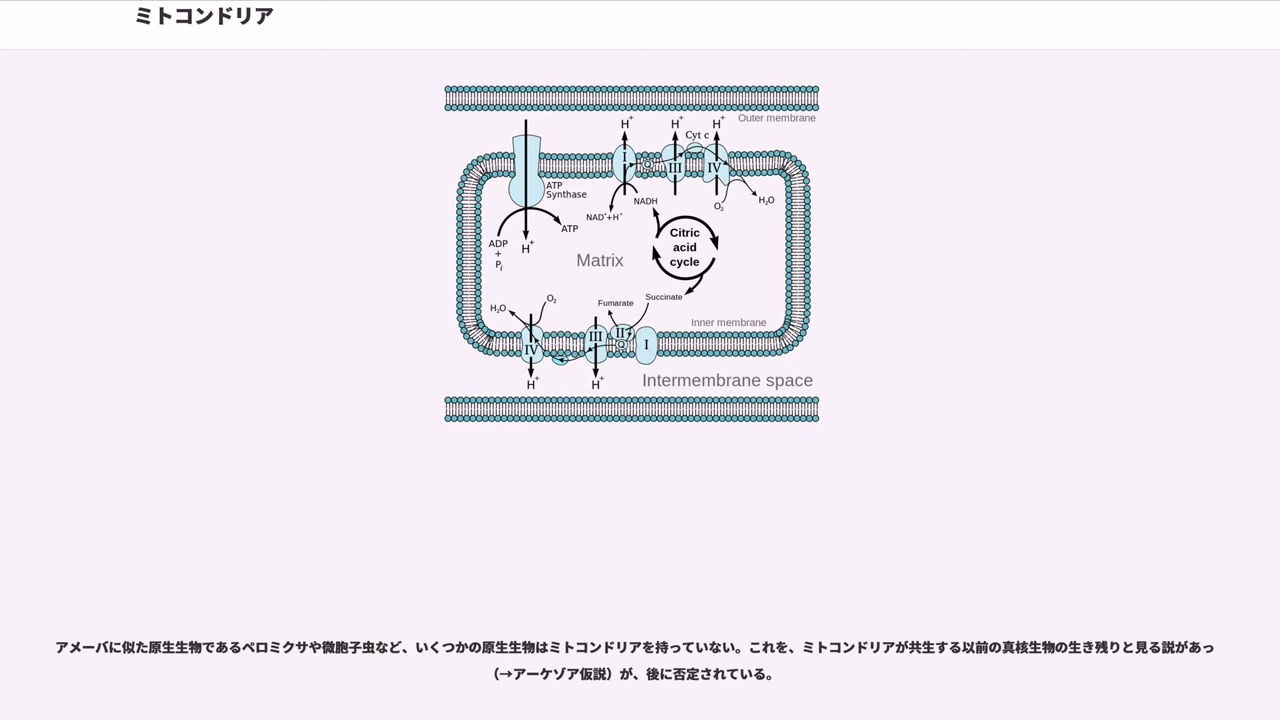 ミトコンドリア
Outer membrane
H+
H+
H+
Cyt c
I
Q
III
IV
ATP
Synthase
NADH
NAD++H+
O2
H2O
ATP
ADP
+
Pi
H+
Citric
acid
cycle
Matrix
Succinate
Fumarate
O2
H2O
Inner membrane
IV
III
II
Q
I
H+
H+
Intermembrane space
アメーバに似た原生生物であるペロミクサや微胞子虫など、いくつかの原生生物はミトコンドリアを持っていない。これを、ミトコンドリアが共生する以前の真核生物の生き残りと見る説があっ
（→アーケゾア仮説）が、後に否定されている。